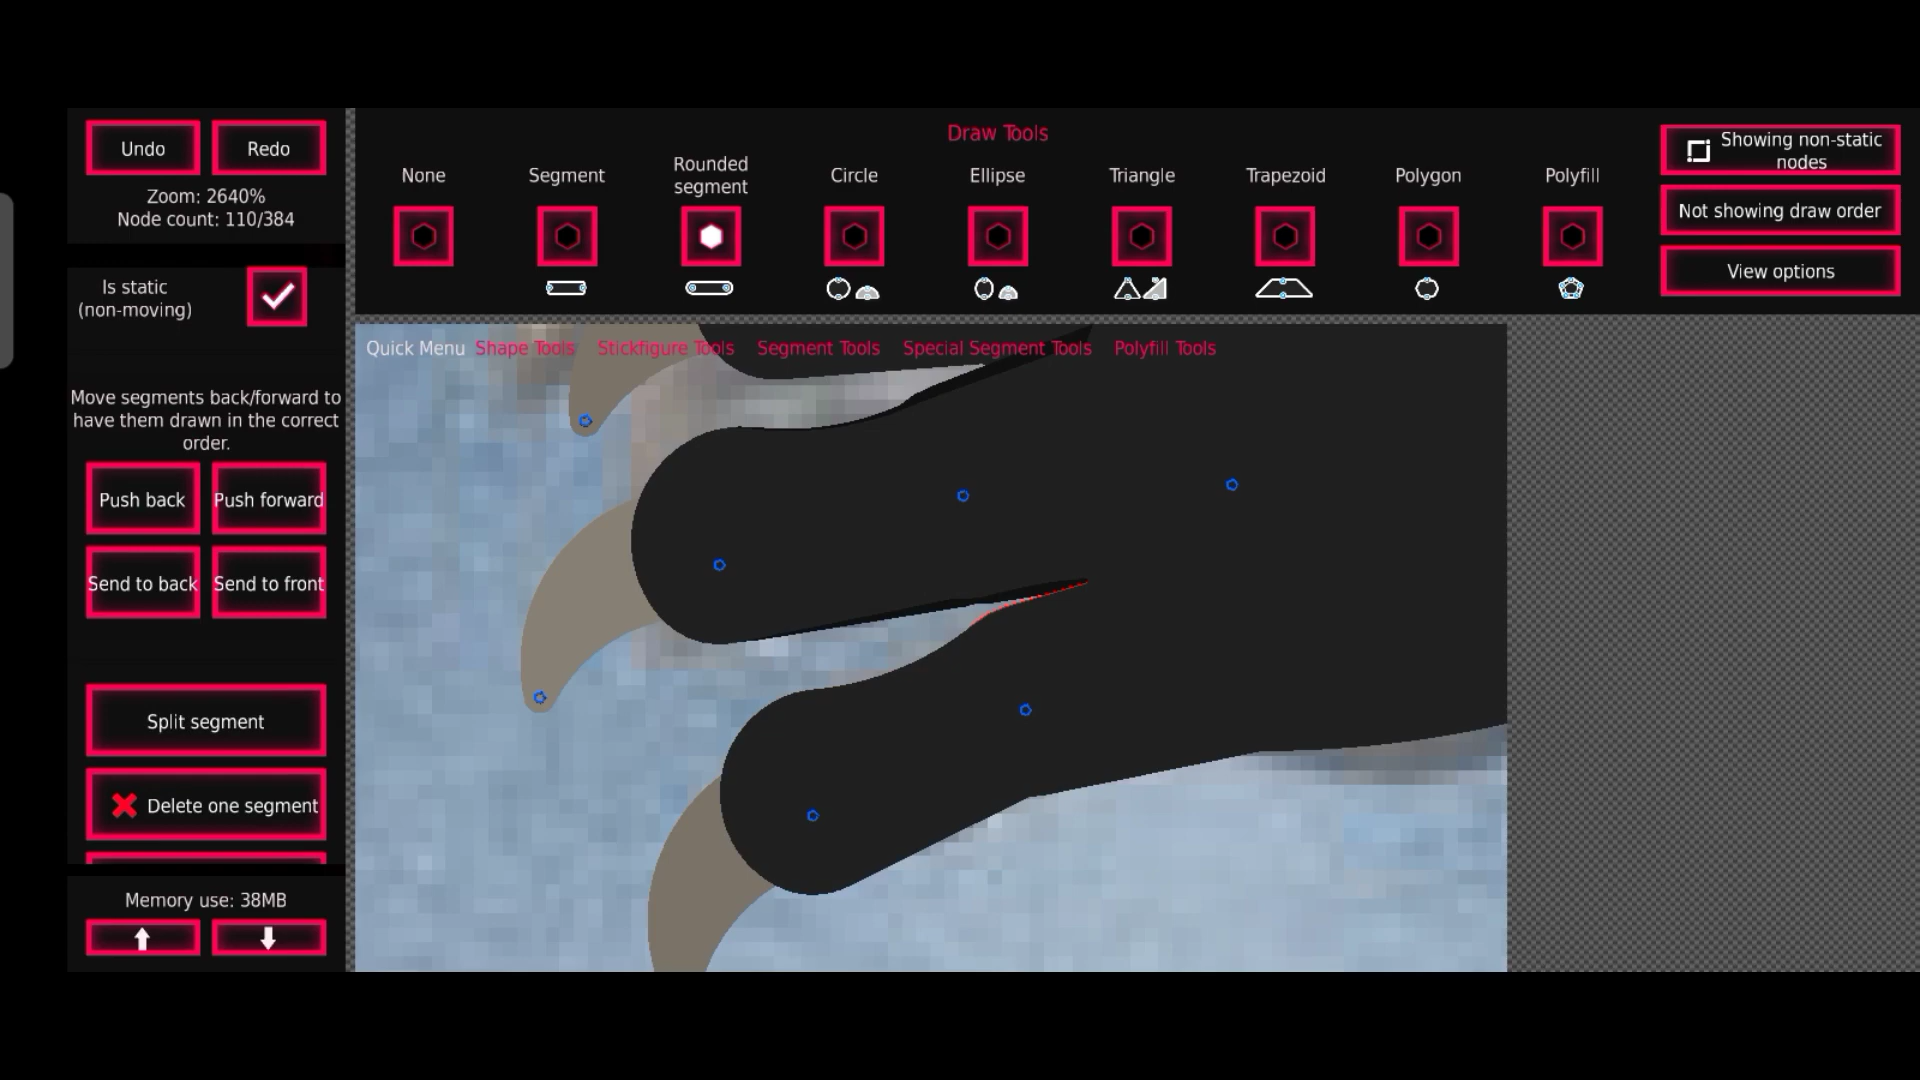 Undo
Redo
Zoom: 2640%
Node count: 110/384
Is static
(non-moving)
Move segments back/forward to
have them drawn in the correct
order.
Push back
Push forward
Send to back
Send to front
Split segment
Delete one segment
Memory use: 38MB
Draw Tools
None
Segment
Rounded
segment
Circle
Ellipse
Triangle
Trapezoid
Polygon
Polyfill
Showing non-static
nodes
Not showing draw order
View options
Quick Menu
Shape Tools
Stickfigure Tools
Segment Tools
Special Segment Tools
Polyfill Tools